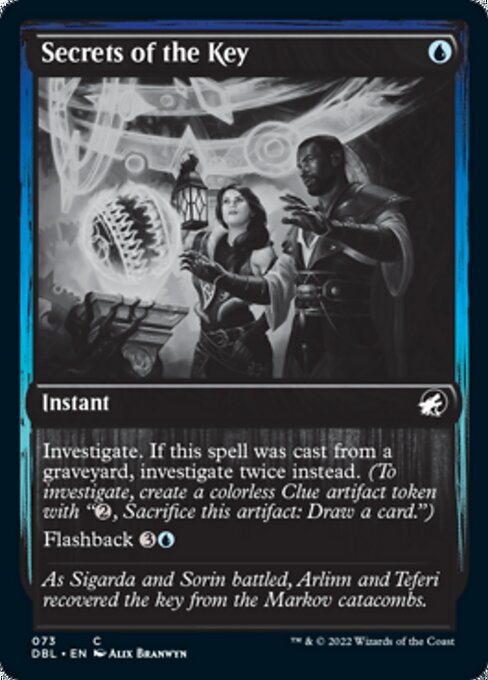 Secrets of the Key
Instant
Investigate. If this spell was cast from a
graveyard, investigate twice instead. (To
investigate, create a colorless Clue artifact token
with “2, Sacrifice this artifact: Draw a card.”)
Flashback 3
As Sigarda and Sorin battled, Arlinn and Teferi
recovered the key from the Markov catacombs.
073 C
DBL • EN Alix Branwyn
™ & © 2022 Wizards of the Coast